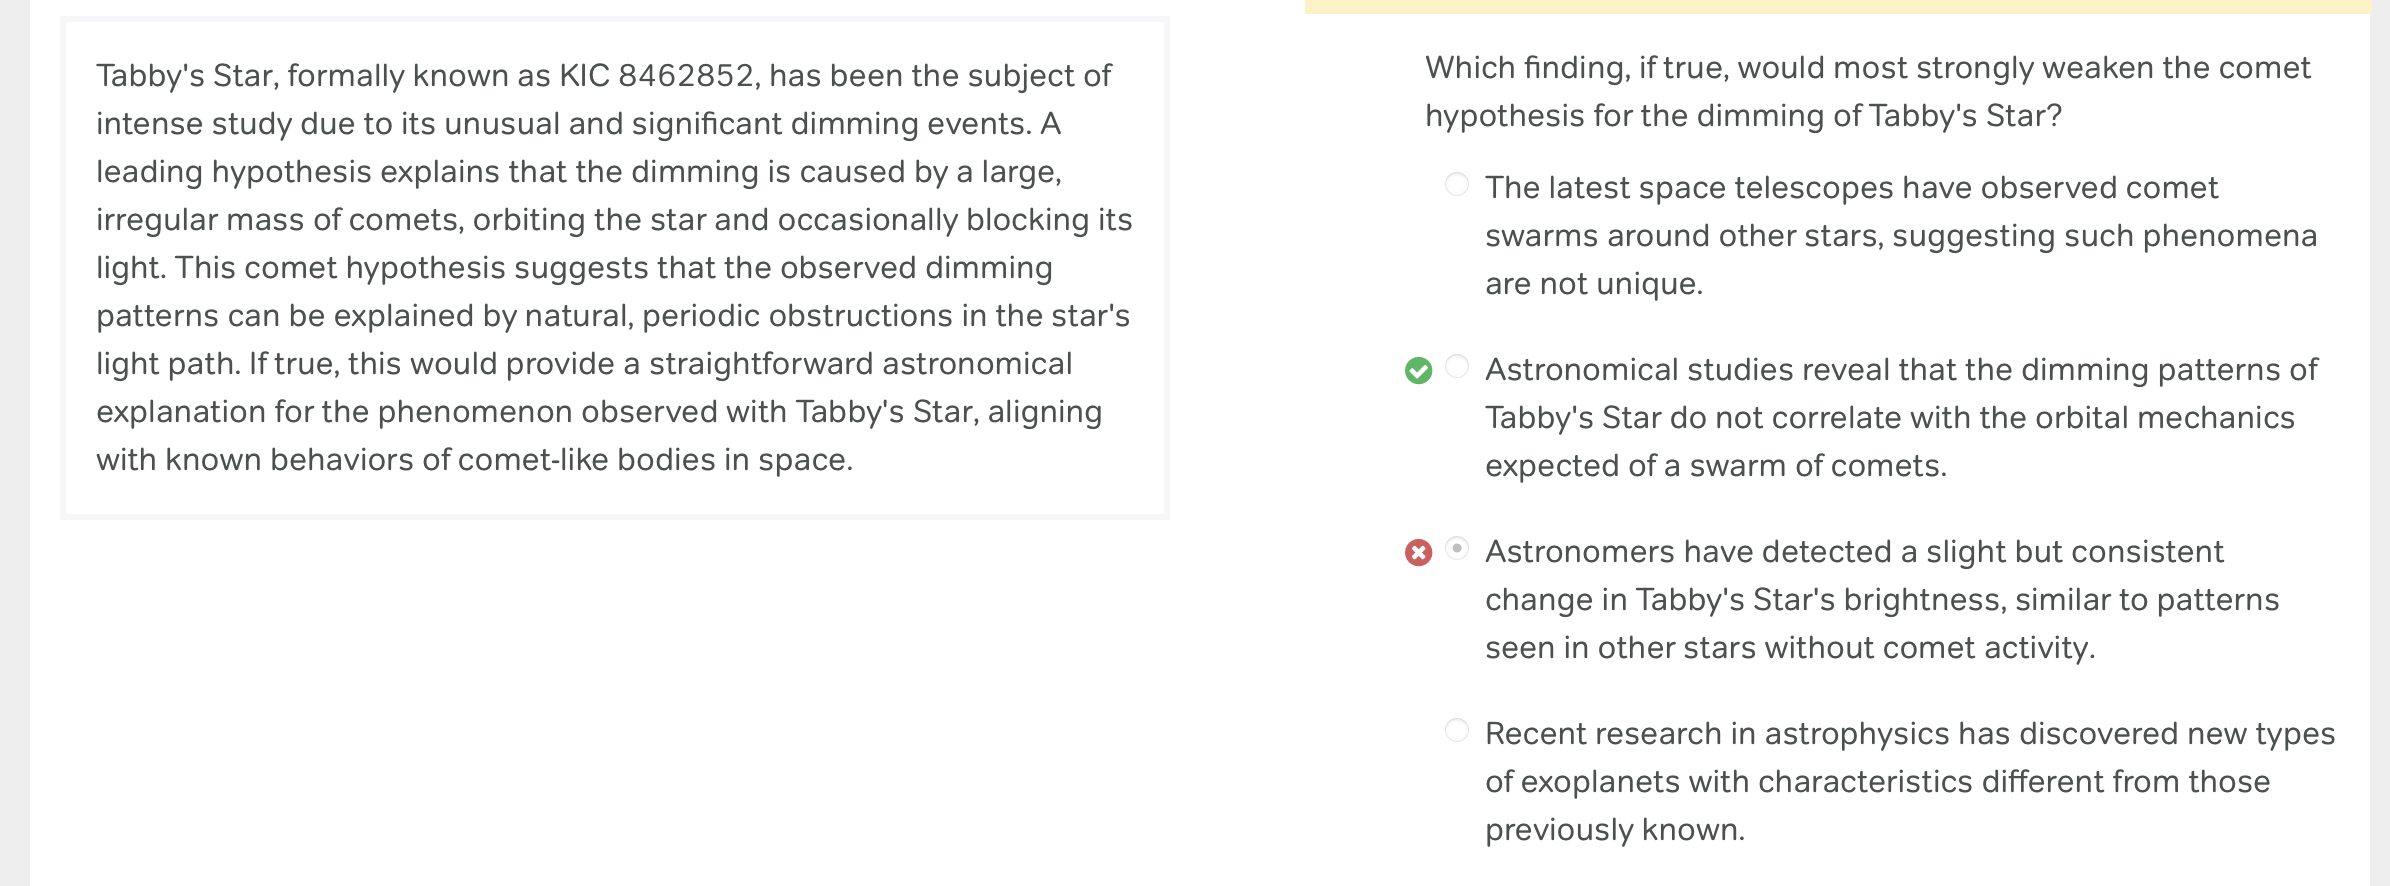 Tabby's Star, formally known as KIC 8462852, has been the subject of
intense study due to its unusual and significant dimming events. A
leading hypothesis explains that the dimming is caused by a large,
irregular mass of comets, orbiting the star and occasionally blocking its
light. This comet hypothesis suggests that the observed dimming
patterns can be explained by natural, periodic obstructions in the star's
light path. If true, this would provide a straightforward astronomical
explanation for the phenomenon observed with Tabby's Star, aligning
with known behaviors of comet-like bodies in space.
Which finding, if true, would most strongly weaken the comet
hypothesis for the dimming of Tabby's Star?
The latest space telescopes have observed comet
swarms around other stars, suggesting such phenomena
are not unique.
Astronomical studies reveal that the dimming patterns of
Tabby's Star do not correlate with the orbital mechanics
expected of a swarm of comets.
Astronomers have detected a slight but consistent
change in Tabby's Star's brightness, similar to patterns
seen in other stars without comet activity.
Recent research in astrophysics has discovered new types
of exoplanets with characteristics different from those
previously known.